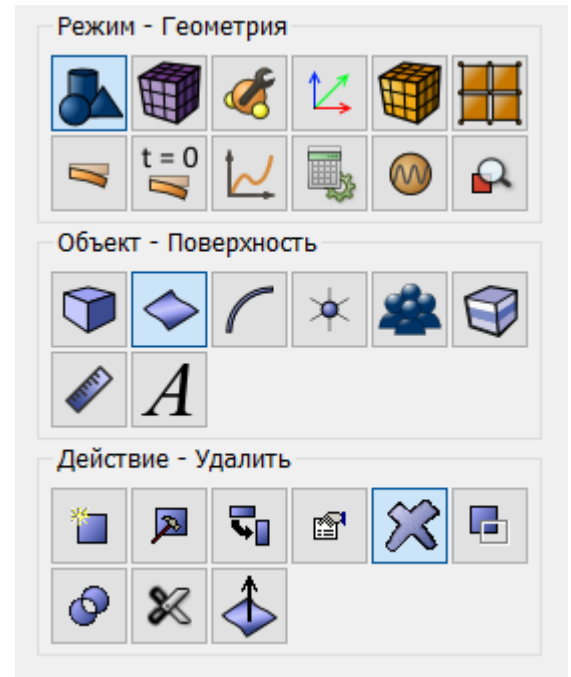 Режим - Геометрия
t = 0
Объект - Поверхность
A
Действие - Удалить